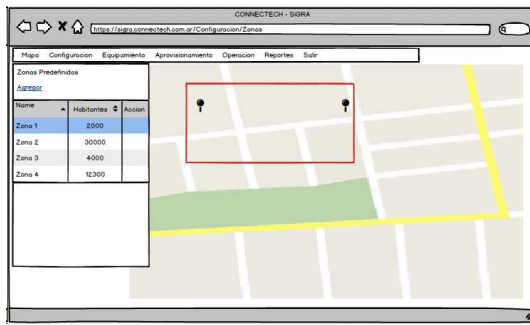 CONNECTECH - SiGRA
https://sigra.connectech.com.ar/Configuracion/Zonas
Mapa Configuracion Equipamiento Aprovisionamiento Operacion Reportes Salir
Zonas Predefinidas
Agregar
Name Habitantes Accion
Zona 1 2000
Zona 2 30000
Zona 3 4000
Zona 4 12300